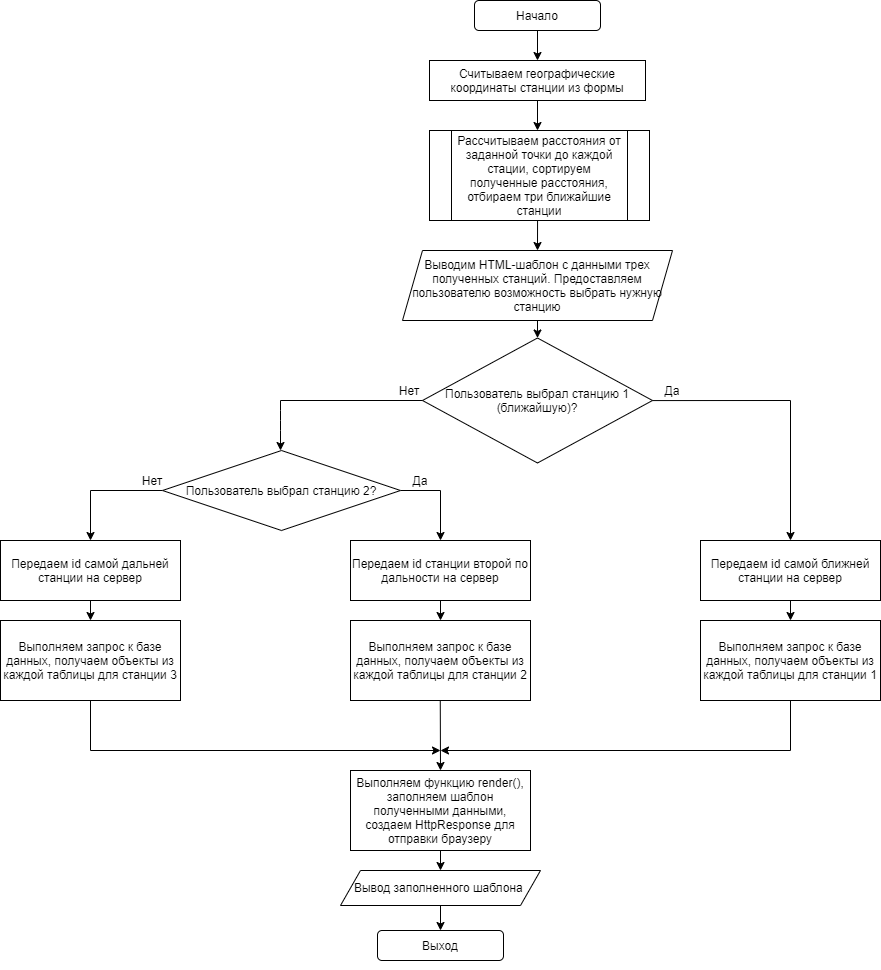 Начало
Считываем географические
координаты станции из формы
Рассчитываем расстояния от
заданной точки до каждой
стации, сортируем
полученные расстояния,
отбираем три ближайшие
станции
Выводим HTML-шаблон с данными трех
полученных станций. Предоставляем
пользователю возможность выбрать нужную
станцию
Нет
Пользователь выбрал станцию 1
(ближайшую)?
Да
Нет
Пользователь выбрал станцию 2?
Да
Передаем id самой дальней
станции на сервер
Передаем id станции второй по
дальности на сервер
Передаем id самой ближней
станции на сервер
Выполняем запрос к базе
данных, получаем объекты из
каждой таблицы для станции 3
Выполняем запрос к базе
данных, получаем объекты из
каждой таблицы для станции 2
Выполняем запрос к базе
данных, получаем объекты из
каждой таблицы для станции 1
Выполняем функцию render(),
заполняем шаблон
полученными данными,
создаем HttpResponse для
отправки браузеру
Вывод заполненного шаблона
Выход